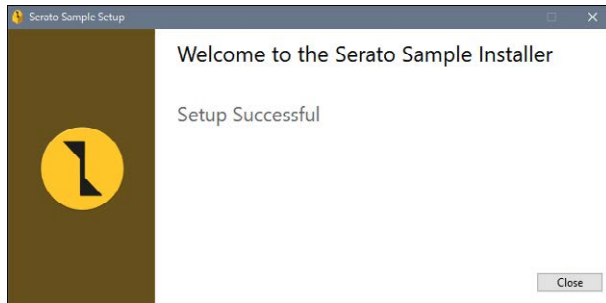 Serato Sample Setup
Welcome to the Serato Sample Installer
Setup Successful
Close